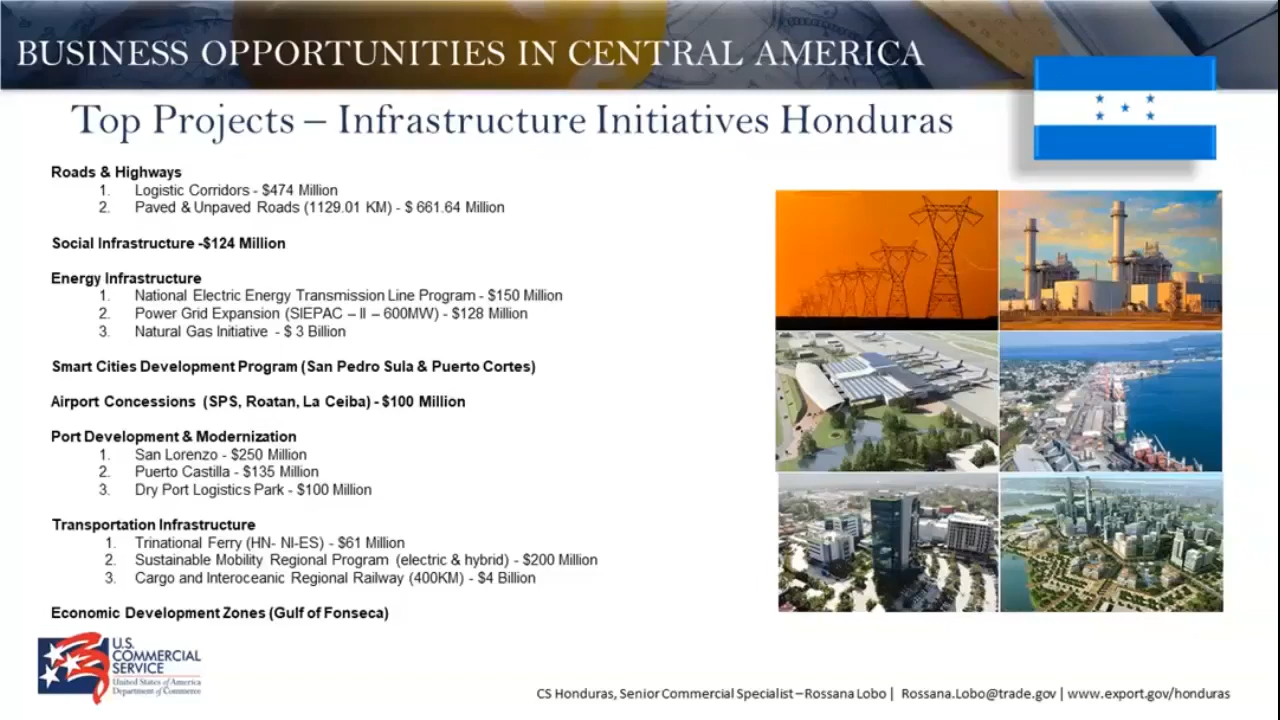 BUSINESS OPPORTUNITIES IN CENTRAL AMERICA
Top Projects – Infrastructure Initiatives Honduras
Roads & Highways
1. Logistic Corridors - $474 Million
2. Paved & Unpaved Roads (1129.01 KM) - $ 661.64 Million
Social Infrastructure -$124 Million
Energy Infrastructure
1. National Electric Energy Transmission Line Program - $150 Million
2. Power Grid Expansion (SIEPAC – II – 600MW) - $128 Million
3. Natural Gas Initiative - $ 3 Billion
Smart Cities Development Program (San Pedro Sula & Puerto Cortes)
Airport Concessions (SPS, Roatan, La Ceiba) - $100 Million
Port Development & Modernization
1. San Lorenzo - $250 Million
2. Puerto Castilla - $135 Million
3. Dry Port Logistics Park - $100 Million
Transportation Infrastructure
1. Trinational Ferry (HN- NI-ES) - $61 Million
2. Sustainable Mobility Regional Program (electric & hybrid) - $200 Million
3. Cargo and Interoceanic Regional Railway (400KM) - $4 Billion
Economic Development Zones (Gulf of Fonseca)
U.S.
COMMERCIAL
SERVICE
United States of America
Department of Commerce
CS Honduras, Senior Commercial Specialist – Rossana Lobo | Rossana.Lobo@trade.gov | www.export.gov/honduras